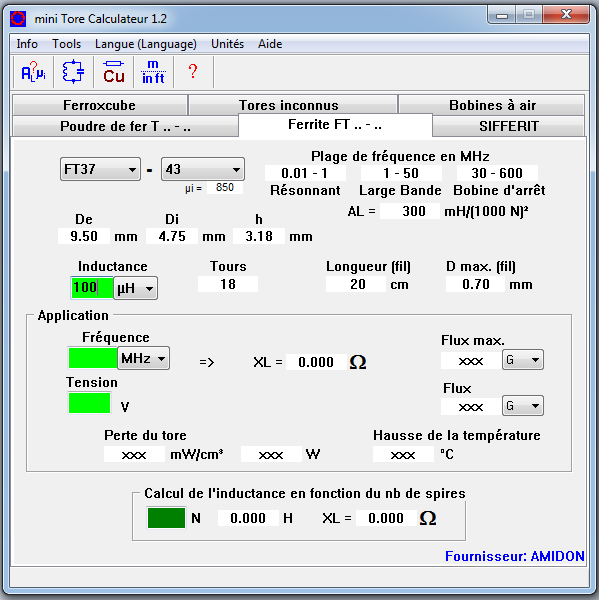 mini Tore Calculateur 1.2
Info Tools Langue (Language) Unités Aide
A_L ? µi Cu m in ft ?
Ferroxcube Tores inconnus Bobines à air
Poudre de fer T .. - .. Ferrite FT .. - .. SIFFERIT
Plage de fréquence en MHz
FT37 - 43 0.01 - 1 1 - 50 30 - 600
µi = 850 Résonnant Large Bande Bobine d'arrêt
AL = 300 mH/(1000 N)²
De Di h
9.50 mm 4.75 mm 3.18 mm
Inductance Tours Longueur (fil) D max. (fil)
100 µH 18 20 cm 0.70 mm
Application
Fréquence Flux max.
MHz => XL = 0.000 Ω xxx G
Tension Flux
V xxx G
Perte du tore Hausse de la température
xxx mW/cm³ xxx W xxx °C
Calcul de l'inductance en fonction du nb de spires
N 0.000 H XL = 0.000 Ω
Fournisseur: AMIDON